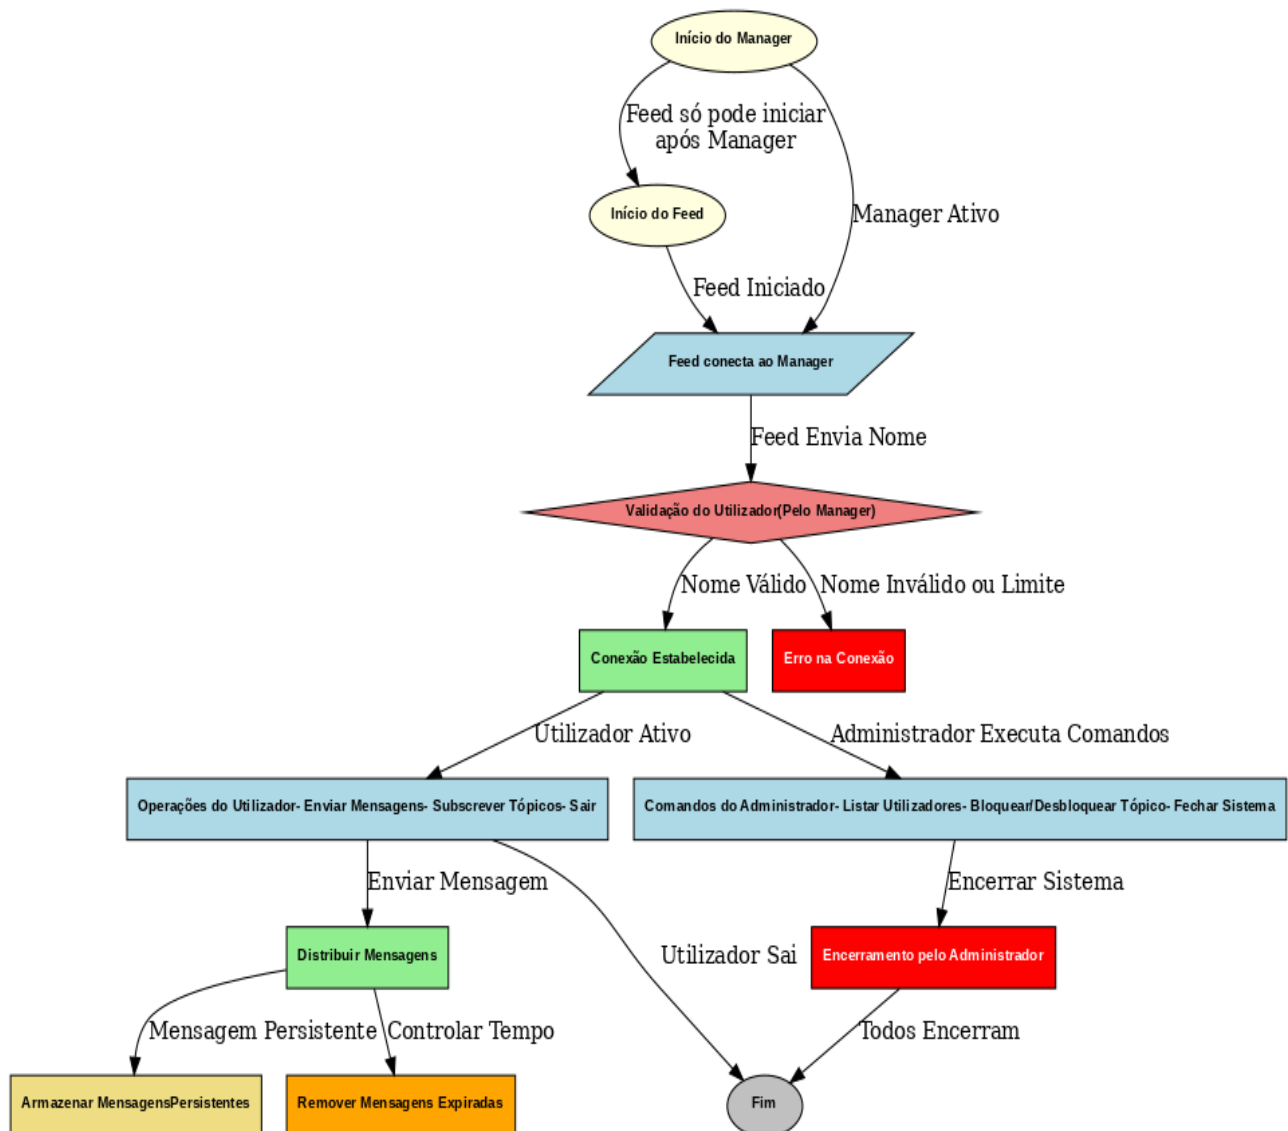 Início do Manager
Feed só pode iniciar
após Manager
Início do Feed
Manager Ativo
Feed Iniciado
Feed conecta ao Manager
Feed Envia Nome
Validação do Utilizador(Pelo Manager)
Nome Válido
Nome Inválido ou Limite
Conexão Estabelecida
Erro na Conexão
Utilizador Ativo
Administrador Executa Comandos
Operações do Utilizador- Enviar Mensagens- Subscrever Tópicos- Sair
Comandos do Administrador- Listar Utilizadores- Bloquear/Desbloquear Tópico- Fechar Sistema
Enviar Mensagem
Encerrar Sistema
Distribuir Mensagens
Utilizador Sai
Encerramento pelo Administrador
Mensagem Persistente
Controlar Tempo
Todos Encerram
Armazenar MensagensPersistentes
Remover Mensagens Expiradas
Fim